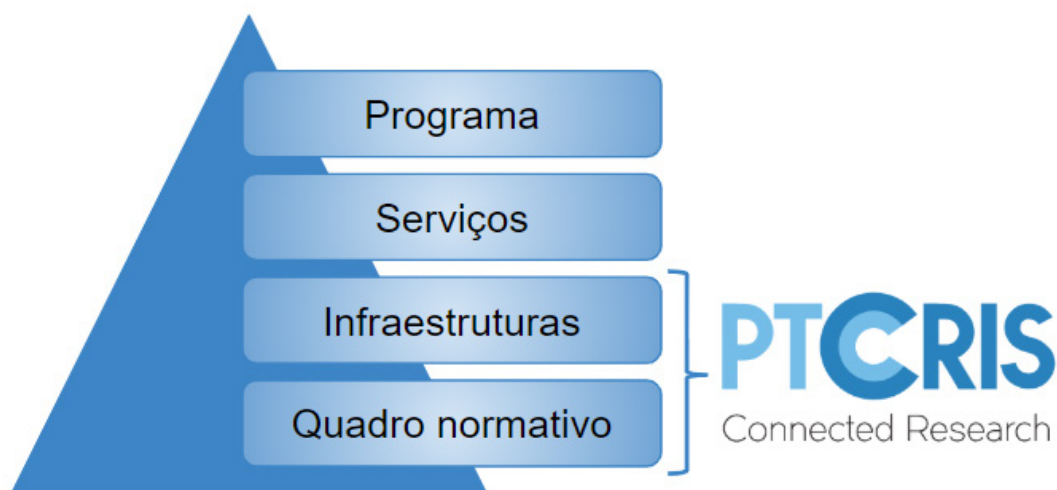 Programa
Serviços
Infraestruturas
Quadro normativo
PTCRIS
Connected Research